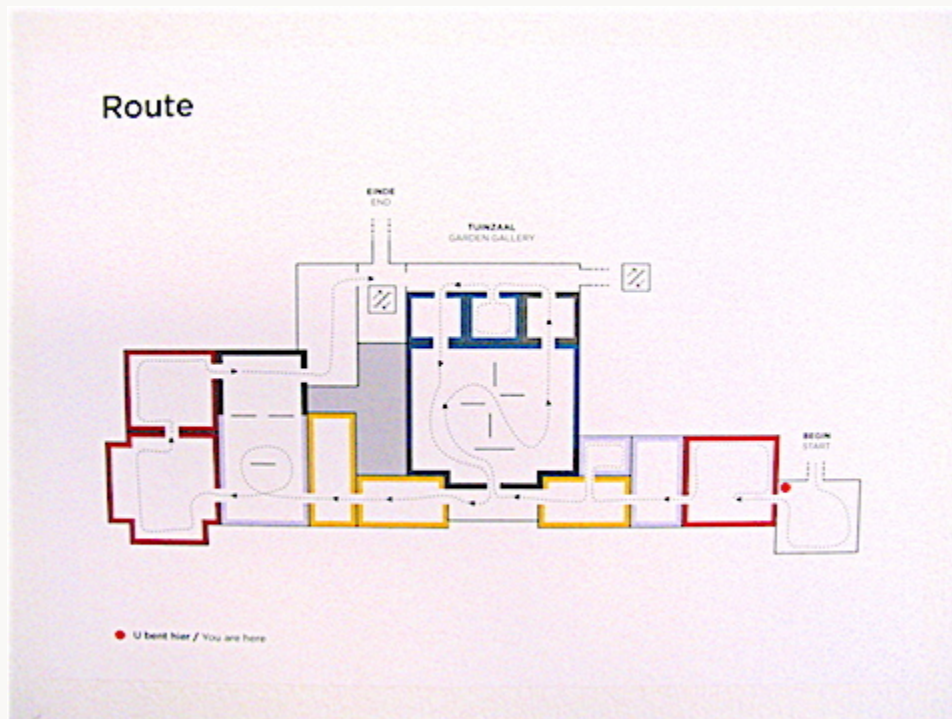 Route
EINDE
END
TUINZAAL
GARDEN GALLERY
BEGIN
START
U bent hier / You are here